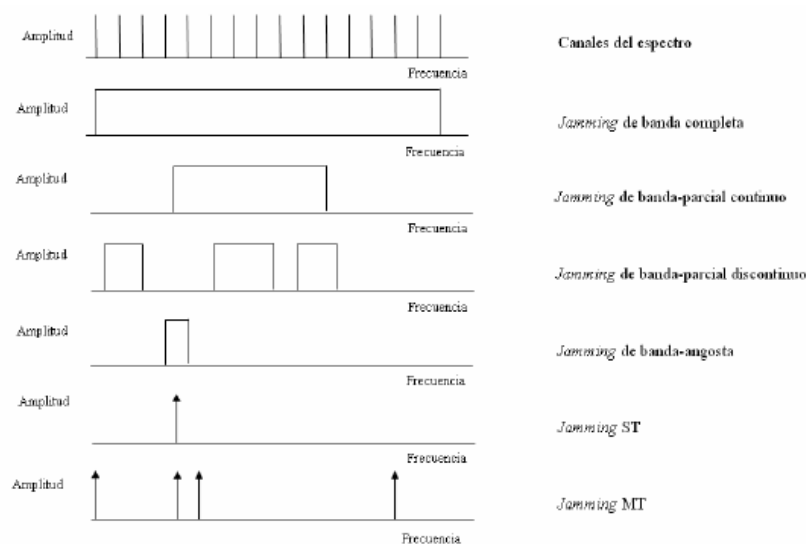 Amplitud
Canales del espectro
Frecuencia
Amplitud
Jamming de banda completa
Frecuencia
Amplitud
Jamming de banda-parcial continuo
Frecuencia
Amplitud
Jamming de banda-parcial discontinuo
Frecuencia
Amplitud
Jamming de banda-angosta
Frecuencia
Amplitud
Jamming ST
Frecuencia
Amplitud
Jamming MT
Frecuencia